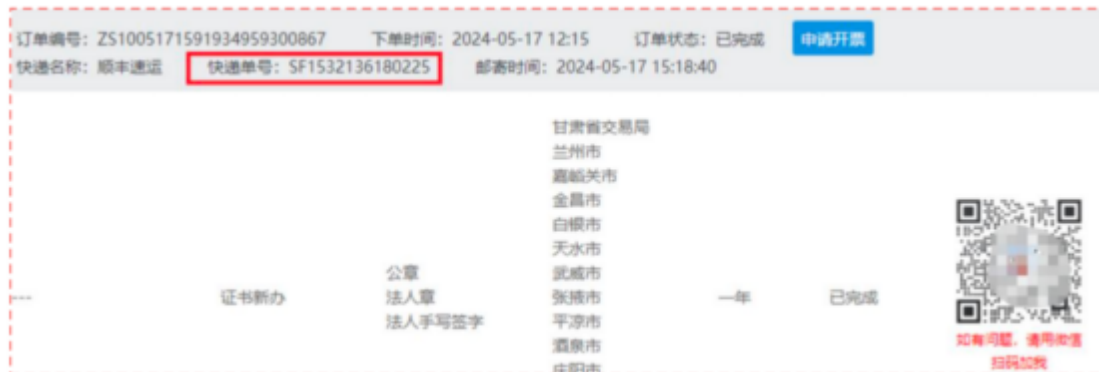 订单编号：ZS1005171591934959300867 下单时间：2024-05-17 12:15 订单状态：已完成 申请开票
快递名称：顺丰速运 快递单号：SF1532136180225 邮寄时间：2024-05-17 15:18:40
甘肃省交易局
兰州市
嘉峪关市
金昌市
白银市
天水市
公章
武威市
--- 证书新办 法人章 张掖市 一年 已完成
法人手写签字 平凉市
酒泉市
庆阳市
如有问题，请用微信
扫码加我